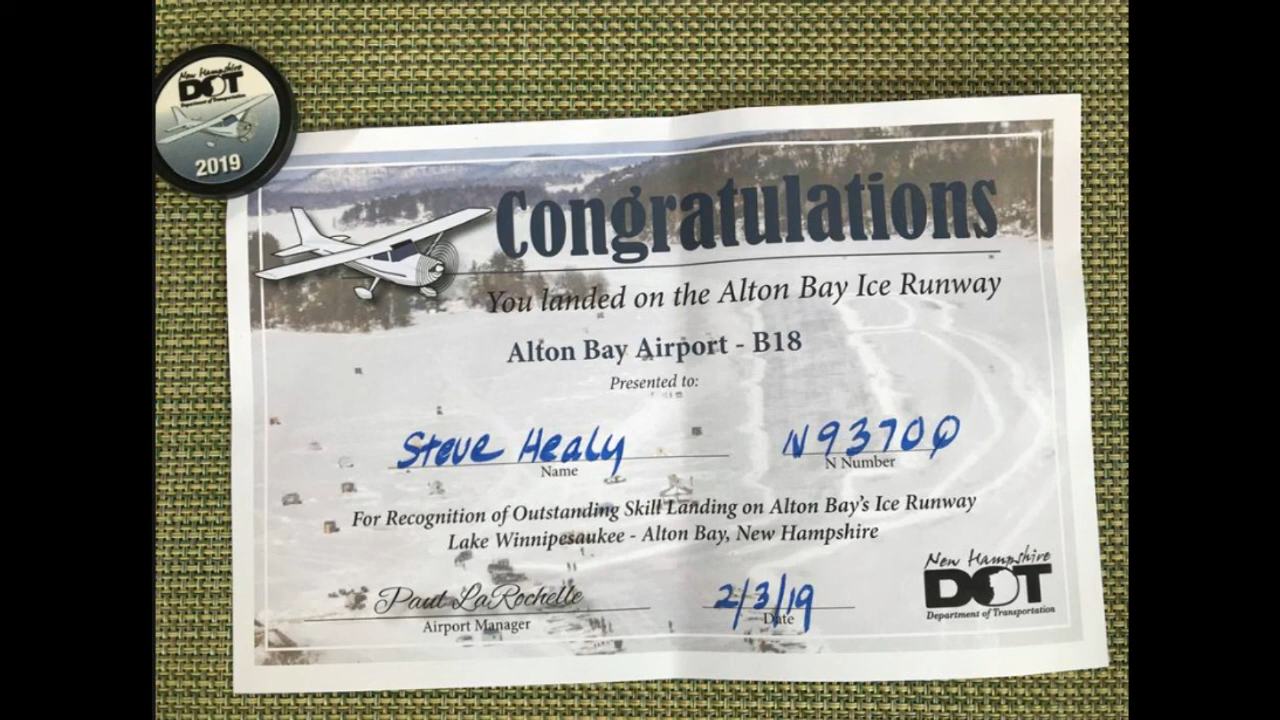 New Hampshire
DOT
Department of Transportation
2019
Congratulations
You landed on the Alton Bay Ice Runway
Alton Bay Airport - B18
Presented to:
Steve Healy N9370Q
Name N Number
For Recognition of Outstanding Skill Landing on Alton Bay's Ice Runway
Lake Winnipesaukee - Alton Bay, New Hampshire
Paul LaRochelle 2/3/19
Airport Manager Date
New Hampshire
DOT
Department of Transportation